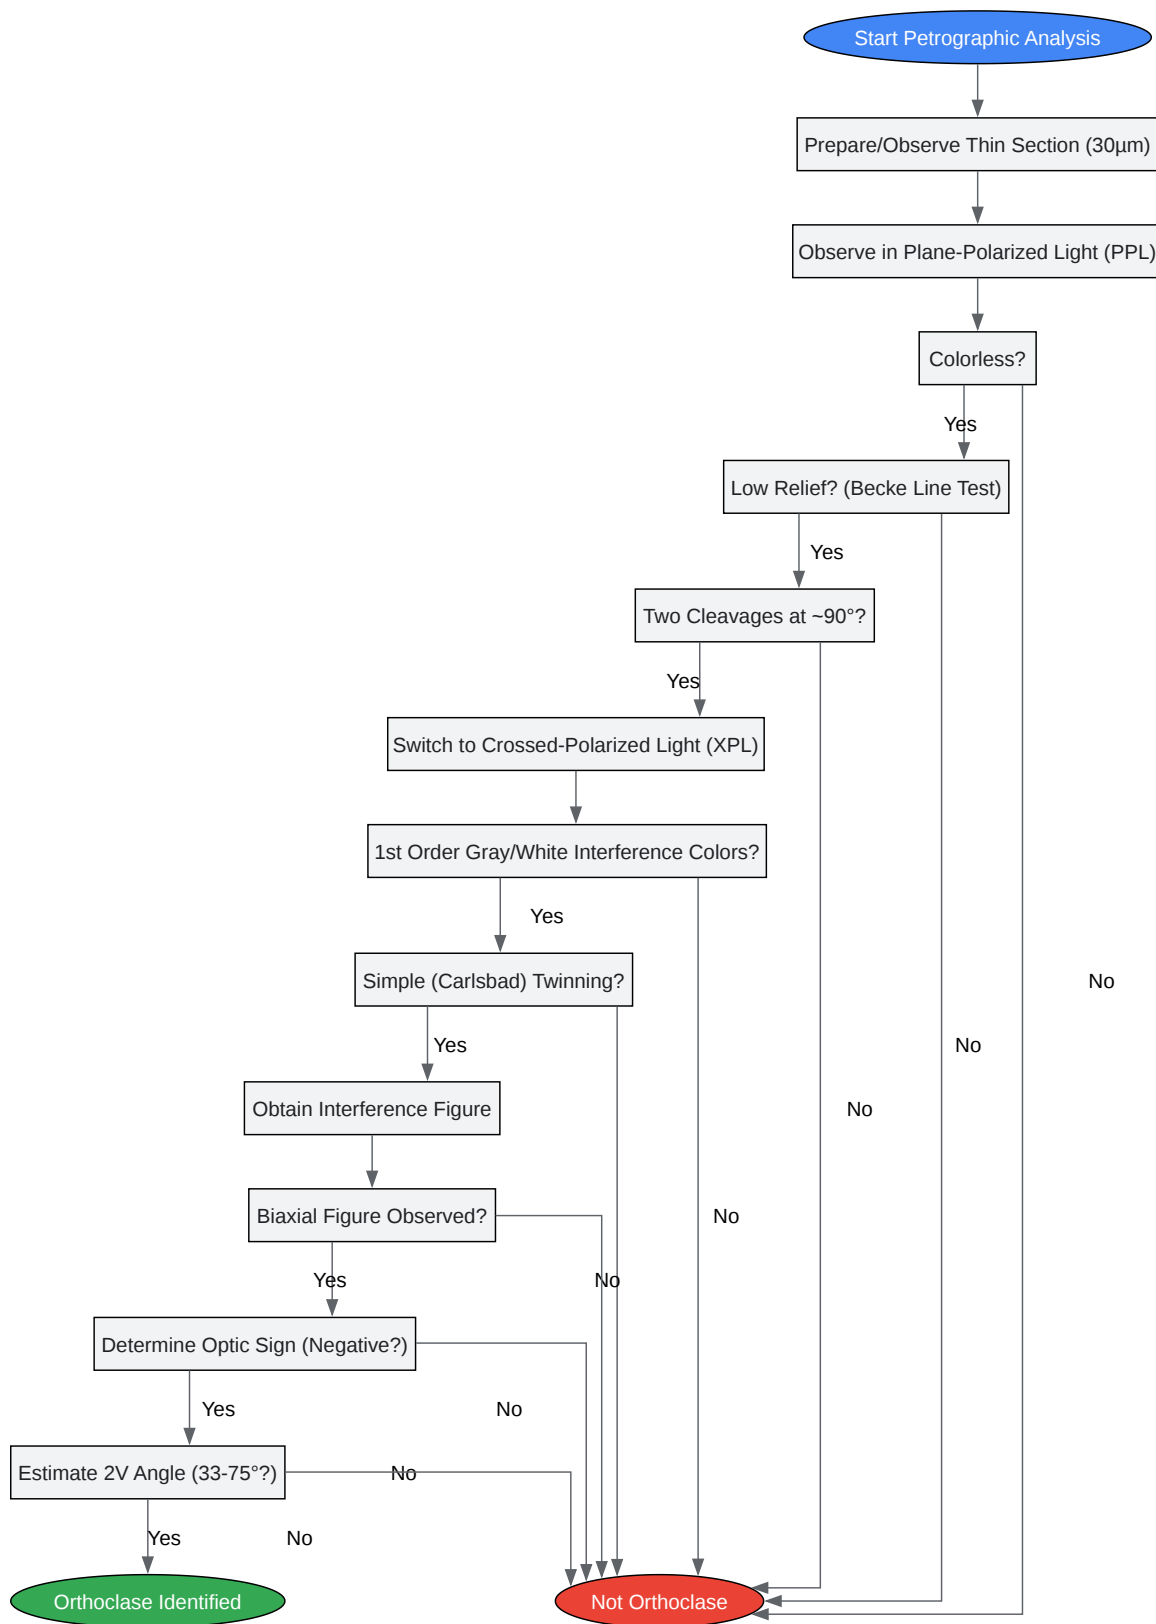 Start Petrographic Analysis
Prepare/Observe Thin Section (30µm)
Observe in Plane-Polarized Light (PPL)
Colorless?
Yes
Low Relief? (Becke Line Test)
Yes
Two Cleavages at ~90°?
Yes
Switch to Crossed-Polarized Light (XPL)
1st Order Gray/White Interference Colors?
Yes
Simple (Carlsbad) Twinning?
No
Yes
No
Obtain Interference Figure
No
Biaxial Figure Observed?
No
Yes
No
Determine Optic Sign (Negative?)
Yes
No
Estimate 2V Angle (33-75°?)
No
Yes
No
Orthoclase Identified
Not Orthoclase